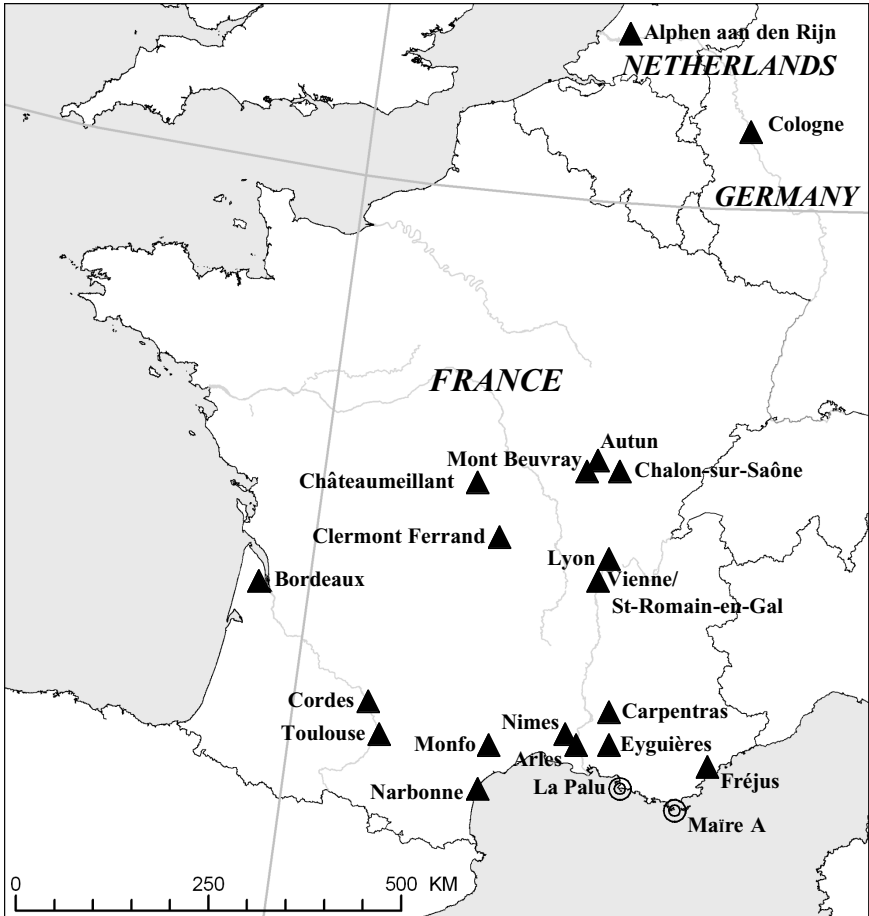 Alphen aan den Rijn
NETHERLANDS
Cologne
GERMANY
FRANCE
Autun
Mont Beuvray
Chalon-sur-Saône
Châteaumeillant
Clermont Ferrand
Lyon
Bordeaux
Vienne/
St-Romain-en-Gal
Cordes
Carpentras
Nimes
Toulouse
Monfo
Arles
Eyguières
Fréjus
La Palu
Narbonne
Maïre A
0 250 500 KM